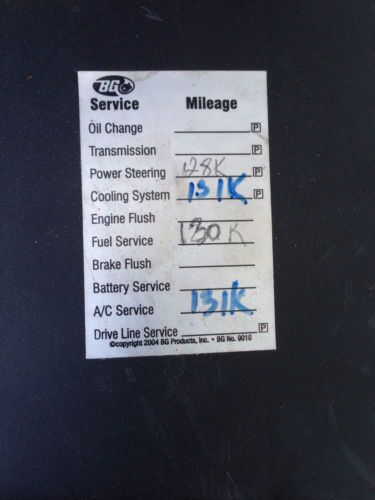 BG
Service Mileage
Oil Change P
Transmission P
Power Steering 128K P
Cooling System 131K P
Engine Flush
Fuel Service 130K
Brake Flush
Battery Service
A/C Service 131K
Drive Line Service P
©copyright 2004 BG Products, Inc. • BG No. 9010